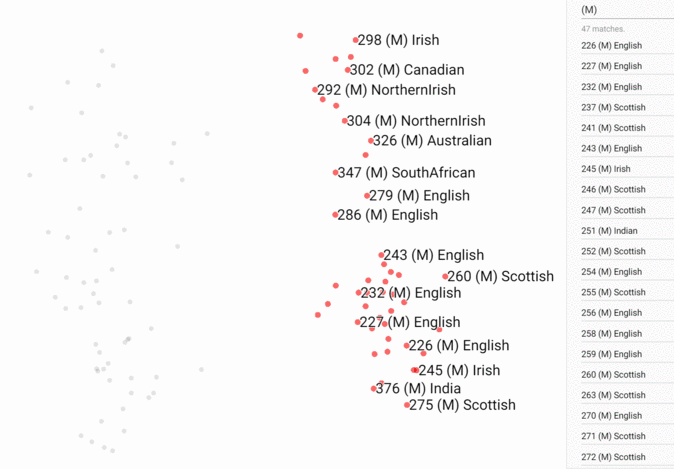 298 (M) Irish
302 (M) Canadian
292 (M) NorthernIrish
304 (M) NorthernIrish
326 (M) Australian
347 (M) SouthAfrican
279 (M) English
286 (M) English
243 (M) English
260 (M) Scottish
232 (M) English
227 (M) English
226 (M) English
245 (M) Irish
376 (M) India
275 (M) Scottish
(M)
47 matches.
226 (M) English
227 (M) English
232 (M) English
237 (M) Scottish
241 (M) Scottish
243 (M) English
245 (M) Irish
246 (M) Scottish
247 (M) Scottish
251 (M) Indian
252 (M) Scottish
254 (M) English
255 (M) Scottish
256 (M) English
258 (M) English
259 (M) English
260 (M) Scottish
263 (M) Scottish
270 (M) English
271 (M) Scottish
272 (M) Scottish